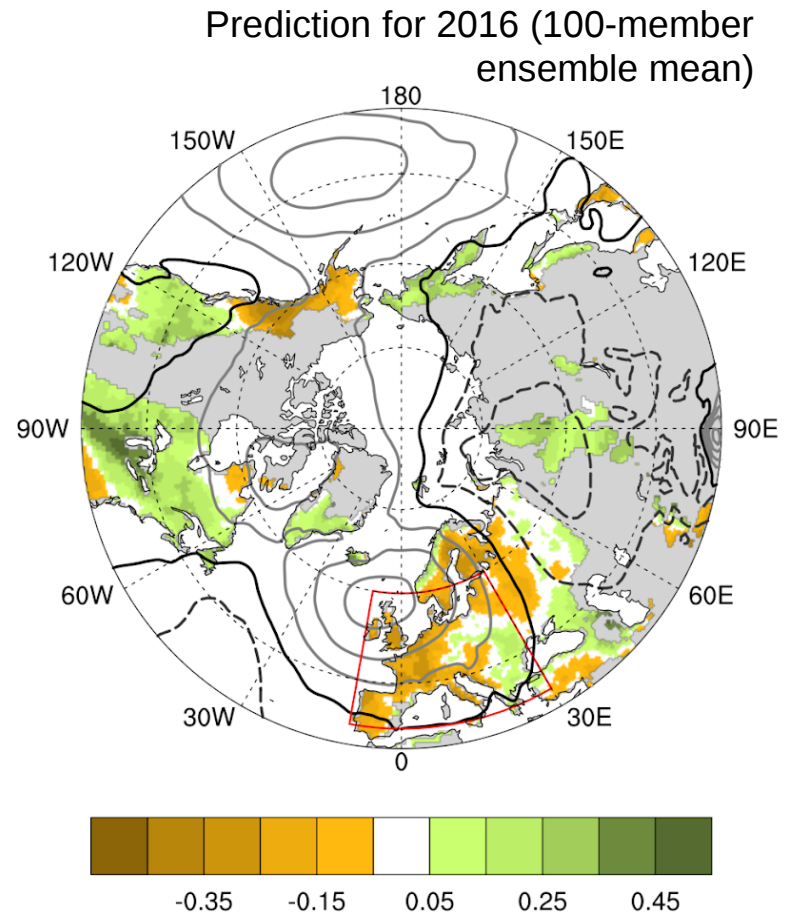 Prediction for 2016 (100-member
ensemble mean)
180
150W
150E
120W
120E
90W
90E
60W
60E
30W
30E
0
-0.35 -0.15 0.05 0.25 0.45